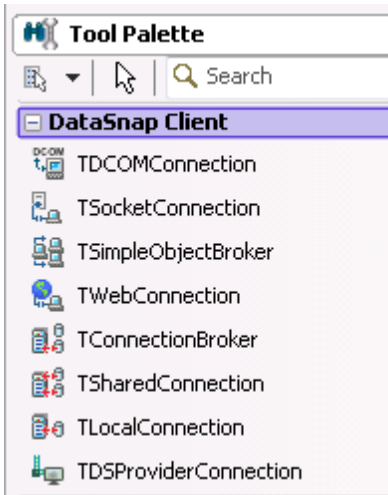 Tool Palette
Search
DataSnap Client
DCOM
TDCOMConnection
TSocketConnection
TSimpleObjectBroker
TWebConnection
TConnectionBroker
TSharedConnection
TLocalConnection
TDSProviderConnection